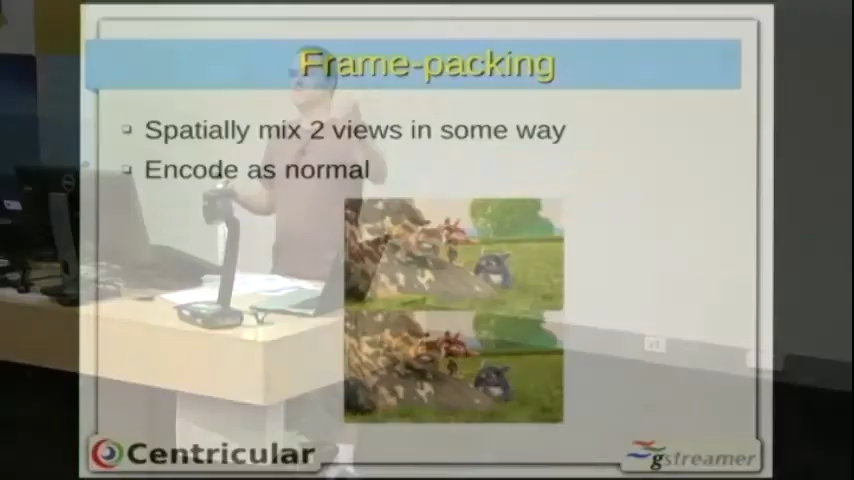 Frame-packing
Spatially mix 2 views in some way
Encode as normal
Centricular
gstreamer